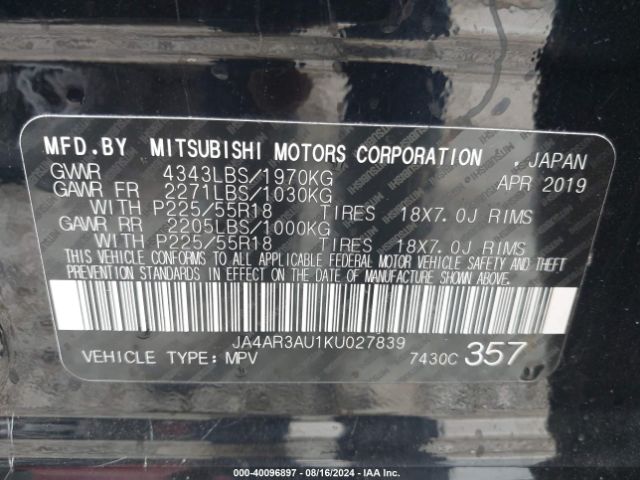 MFD.BY MITSUBISHI MOTORS CORPORATION , JAPAN
GVWR 4343LBS/1970KG APR 2019
GAWR FR 2271LBS/1030KG
WITH P225/55R18 TIRES 18X7.0J RIMS
GAWR RR 2205LBS/1000KG
WITH P225/55R18 TIRES 18X7.0J RIMS
THIS VEHICLE CONFORMS TO ALL APPLICABLE FEDERAL MOTOR VEHICLE SAFETY AND THEFT
PREVENTION STANDARDS IN EFFECT ON THE DATE OF MANUFACTURE SHOWN ABOVE.
JA4AR3AU1KU027839
VEHICLE TYPE: MPV 7430C 357
000-40096897 - 08/16/2024 - IAA Inc.